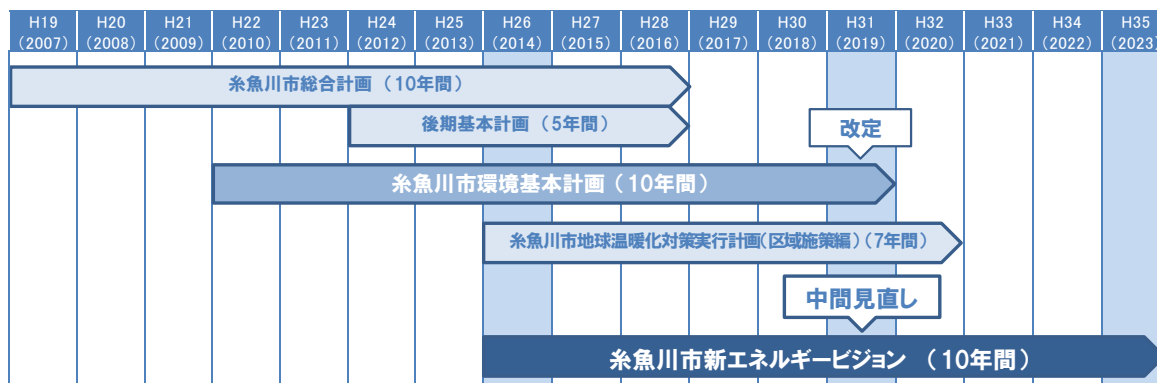 H19 H20 H21 H22 H23 H24 H25 H26 H27 H28 H29 H30 H31 H32 H33 H34 H35
(2007) (2008) (2009) (2010) (2011) (2012) (2013) (2014) (2015) (2016) (2017) (2018) (2019) (2020) (2021) (2022) (2023)
糸魚川市総合計画（10年間）
後期基本計画（5年間）
改定
糸魚川市環境基本計画（10年間）
糸魚川市地球温暖化対策実行計画(区域施策編)(7年間)
中間見直し
糸魚川市新エネルギービジョン （10年間）